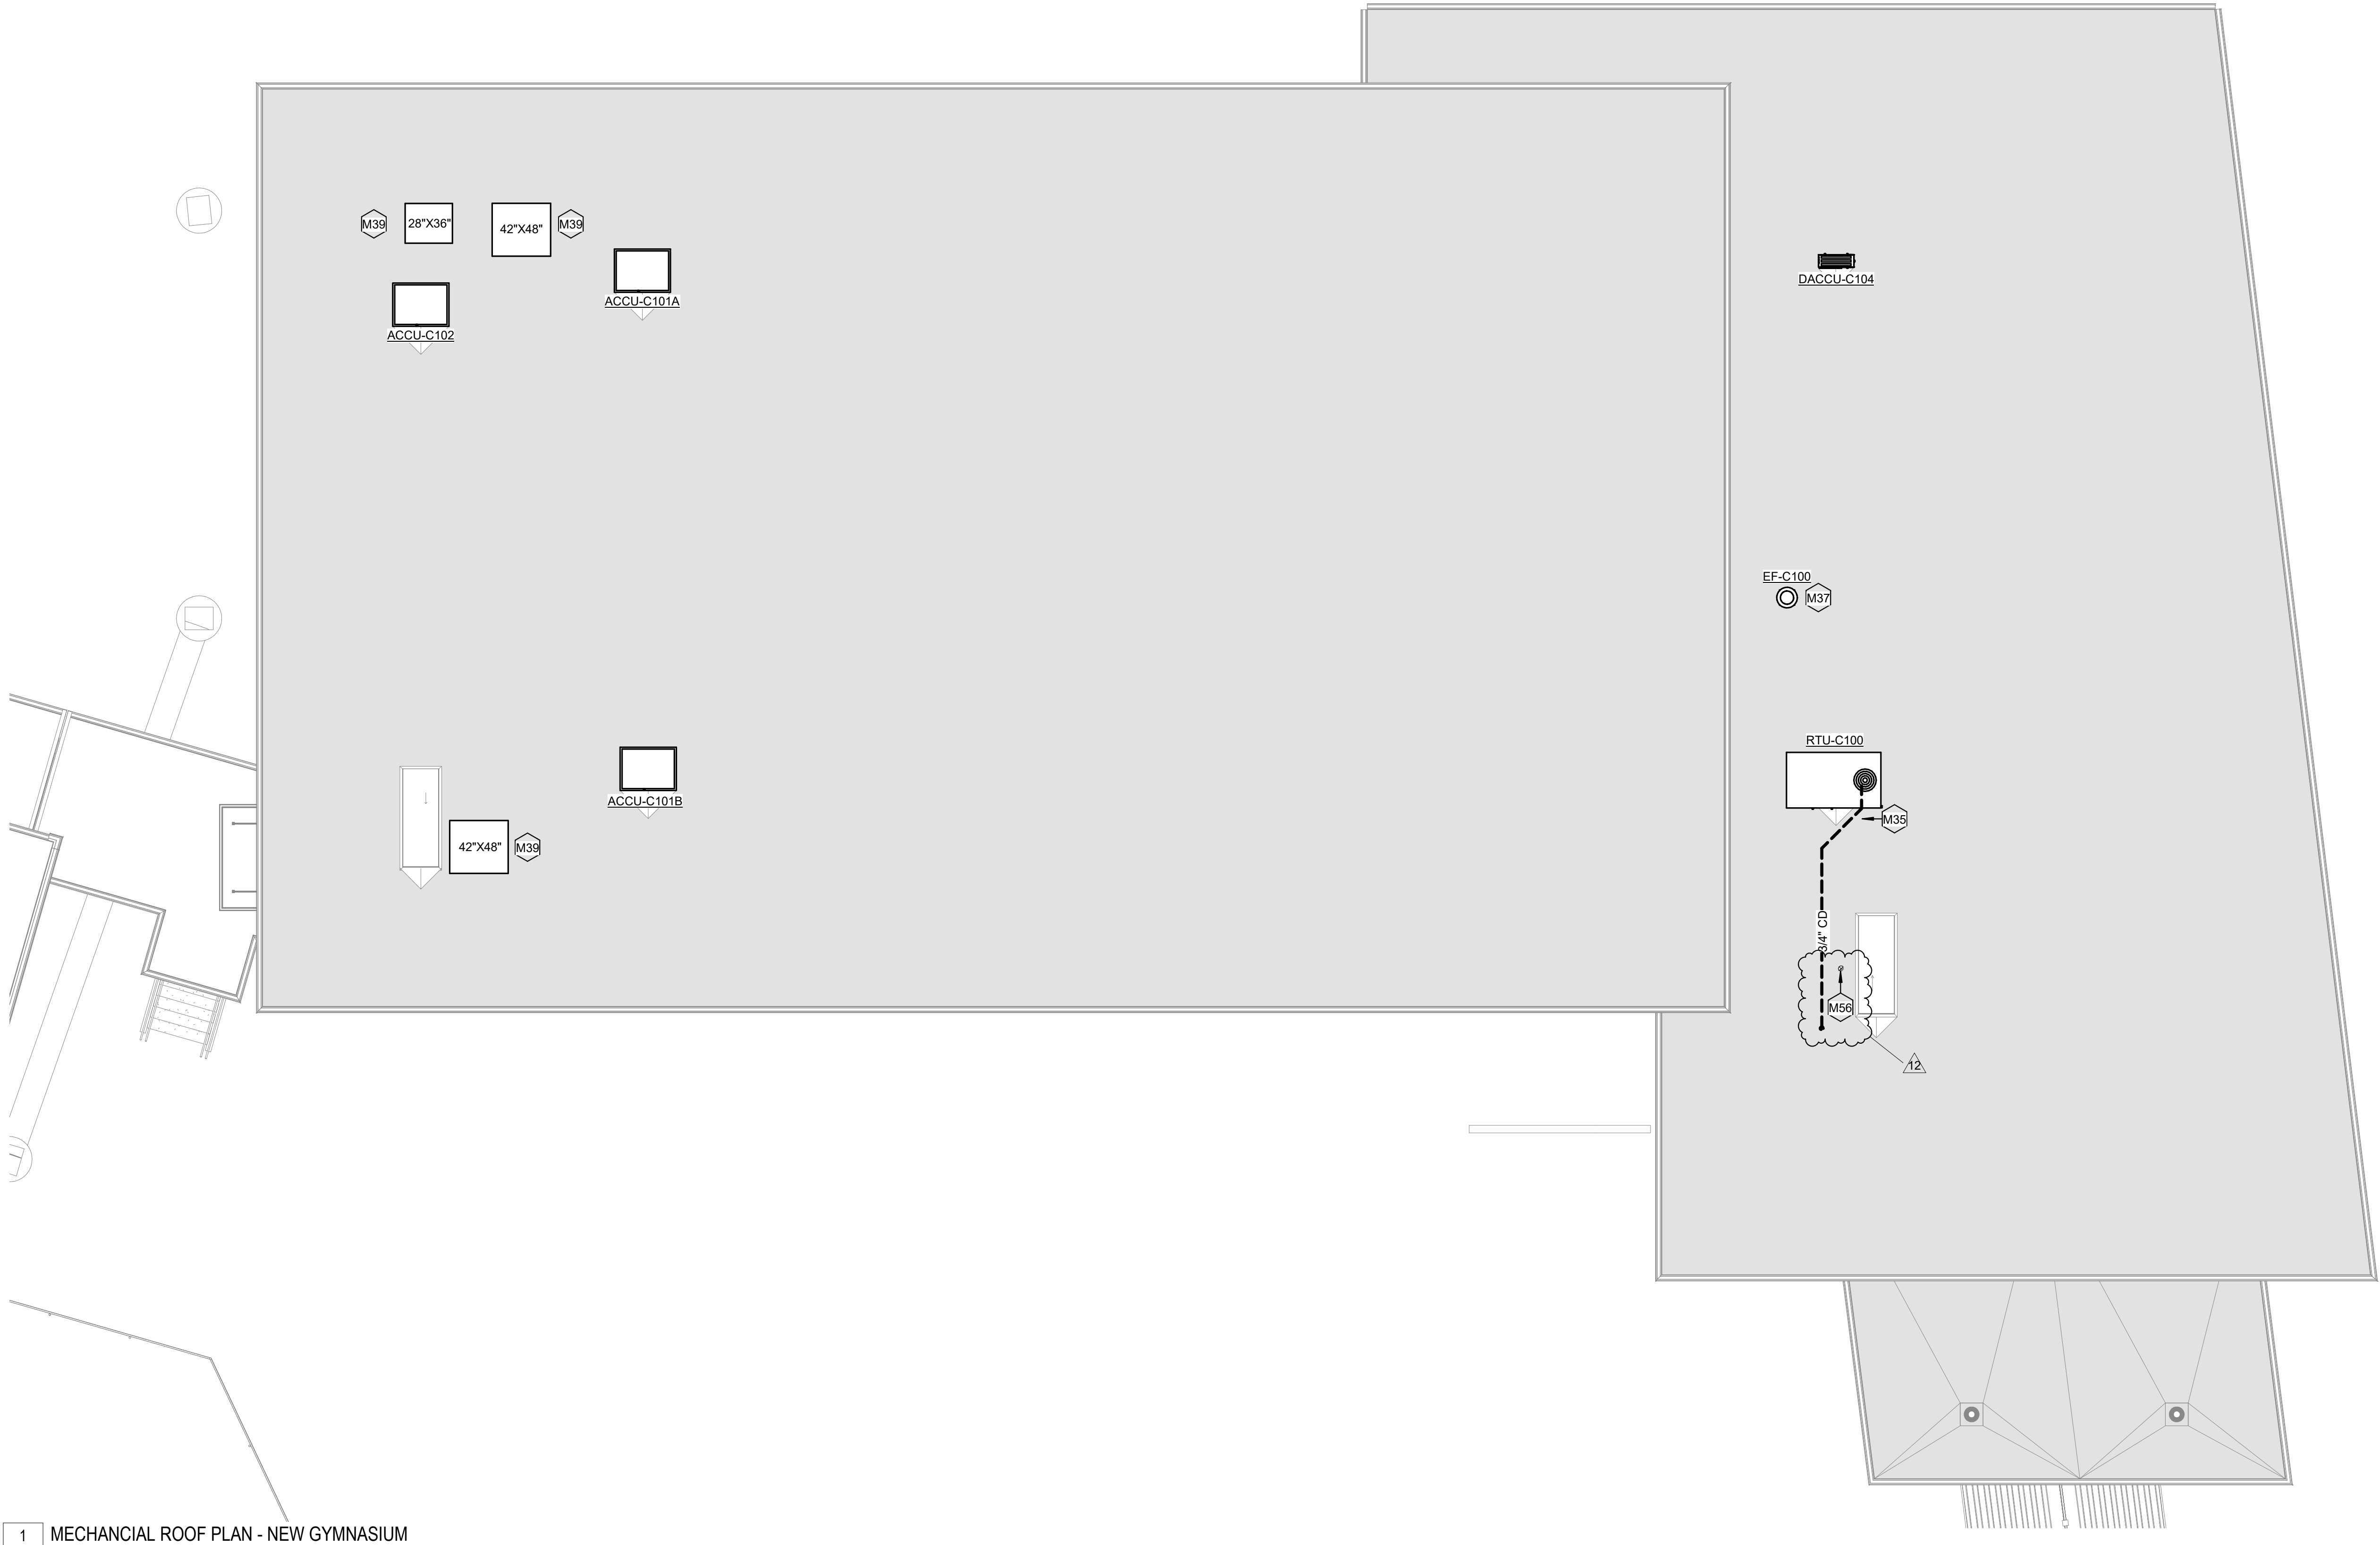 M39
28"X36"
42"X48"
M39
ACCU-C101A
ACCU-C102
DACCU-C104
EF-C100
M37
RTU-C100
M35
ACCU-C101B
42"X48"
M39
3/4" CD
M56
12
1
MECHANCIAL ROOF PLAN - NEW GYMNASIUM